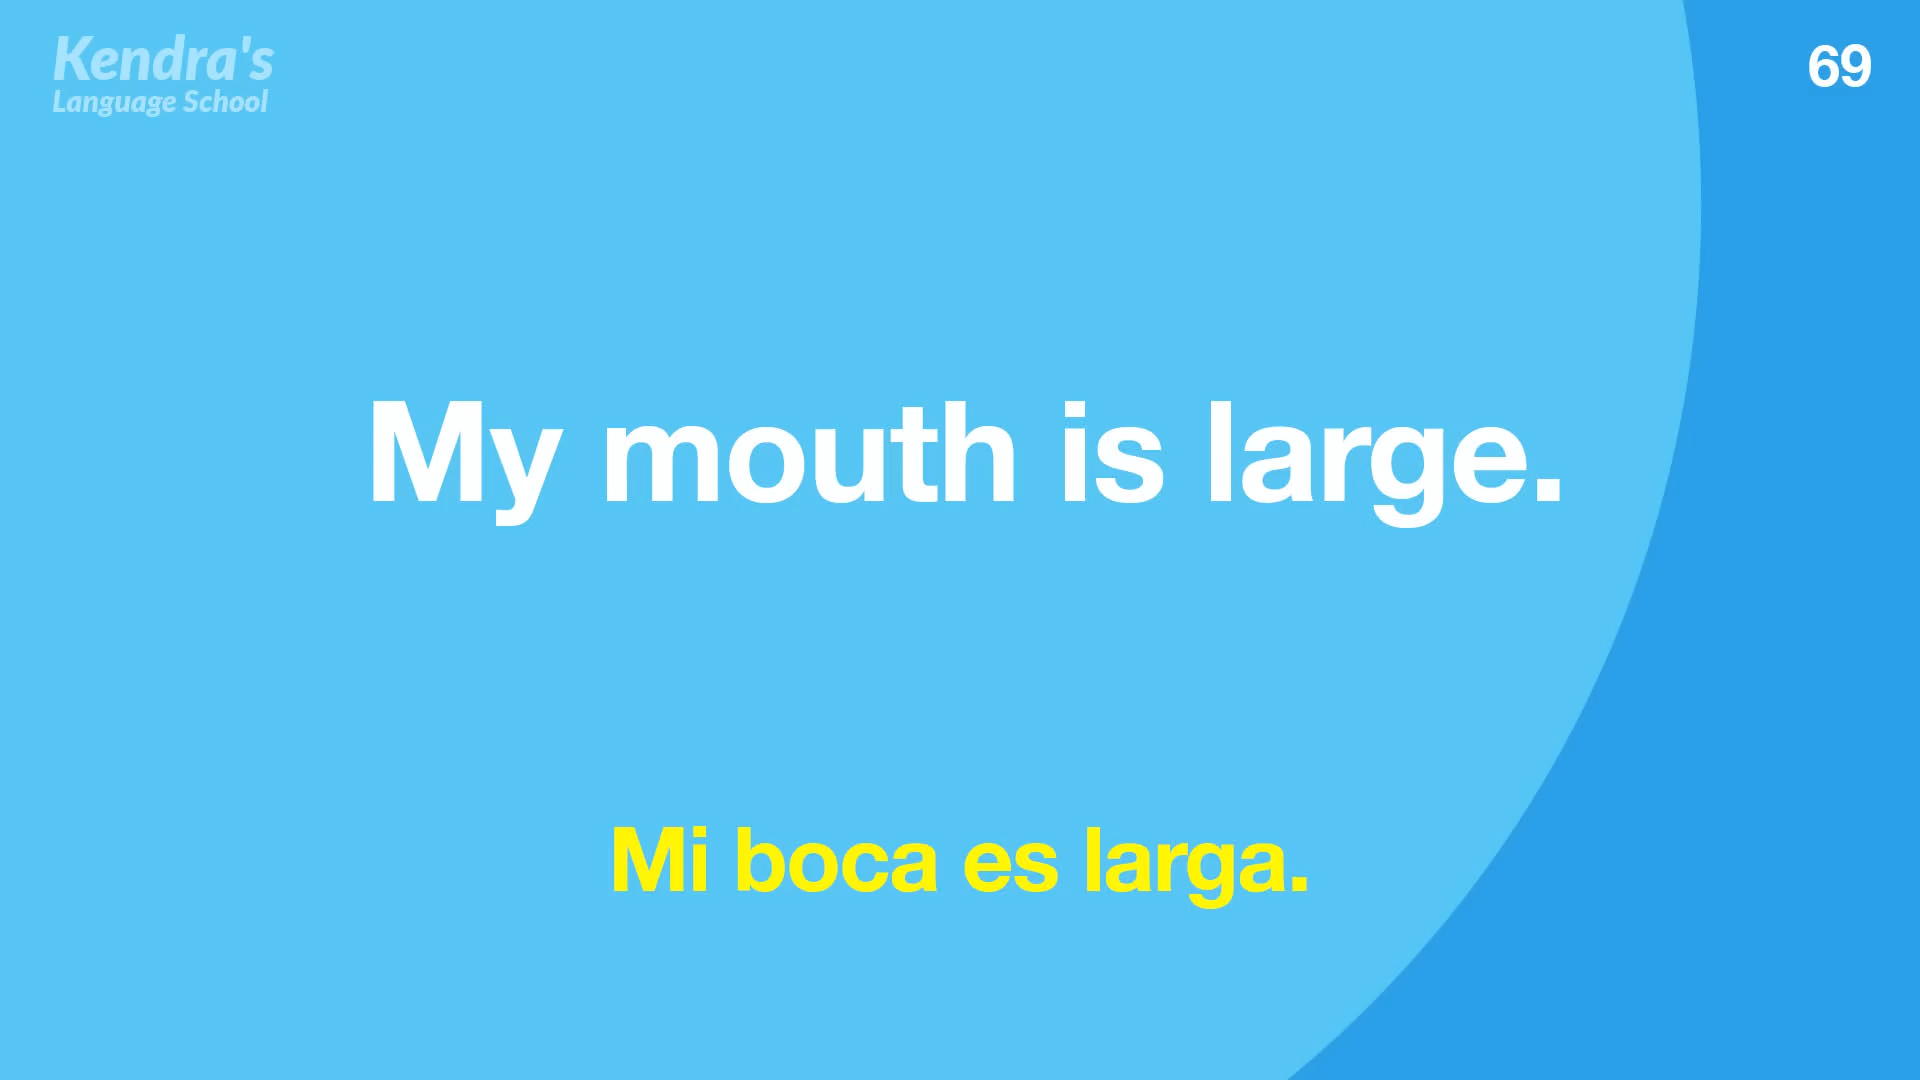 Kendra's
Language School
69
My mouth is large.
Mi boca es larga.